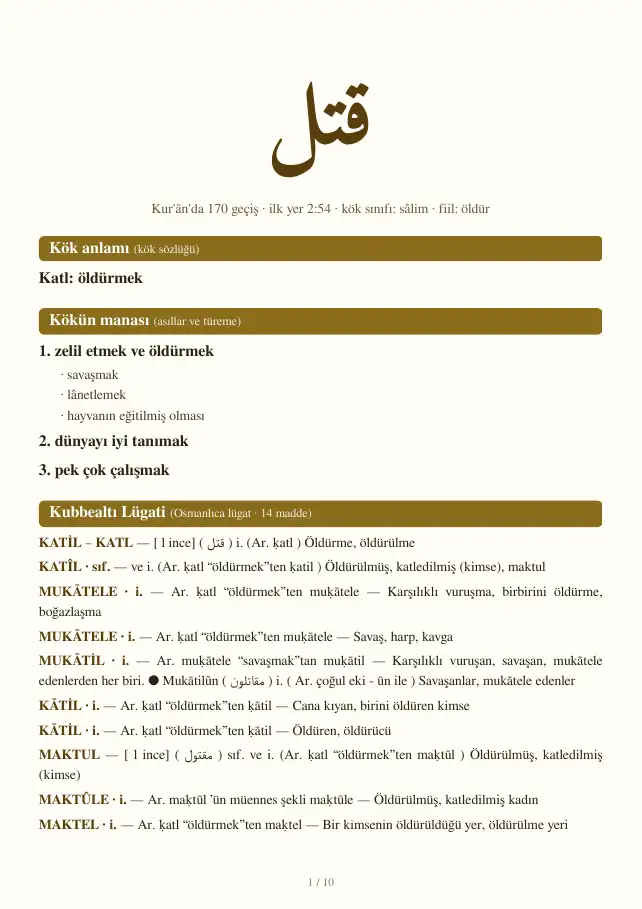 قتل
Kur'ân'da 170 geçiş · ilk yer 2:54 · kök sınıfı: sâlim · fiil: öldür
Kök anlamı (kök sözlüğü)
Katl: öldürmek
Kökün manası (asıllar ve türeme)
1. zelil etmek ve öldürmek
· savaşmak
· lânetlemek
· hayvanın eğitilmiş olması
2. dünyayı iyi tanımak
3. pek çok çalışmak
Kubbealtı Lügati (Osmanlıca lügat · 14 madde)
KATİL – KATL — [ l ince] ( قتل ) i. (Ar. ḳatl ) Öldürme, öldürülme
KATÎL · sıf. — ve i. (Ar. ḳatl “öldürmek”ten ḳatіl ) Öldürülmüş, katledilmiş (kimse), maktul
MUKĀTELE · i. — Ar. ḳatl “öldürmek”ten muḳātele — Karşılıklı vuruşma, birbirini öldürme,
boğazlaşma
MUKĀTELE · i. — Ar. ḳatl “öldürmek”ten muḳātele — Savaş, harp, kavga
MUKĀTİL · i. — Ar. muḳātele “savaşmak”tan muḳātil — Karşılıklı vuruşan, savaşan, mukātele
edenlerden her biri. ● Mukātilûn ( مقاتلون ) i. ( Ar. çoğul eki - ūn ile ) Savaşanlar, mukātele edenler
KĀTİL · i. — Ar. ḳatl “öldürmek”ten ḳātil — Cana kıyan, birini öldüren kimse
KĀTİL · i. — Ar. ḳatl “öldürmek”ten ḳātil — Öldüren, öldürücü
MAKTUL — [ l ince] ( مقتول ) sıf. ve i. (Ar. ḳatl “öldürmek”ten maḳtūl ) Öldürülmüş, katledilmiş
(kimse)
MAKTÛLE · i. — Ar. maḳtūl ’ün müennes şekli maḳtūle — Öldürülmüş, katledilmiş kadın
MAKTEL · i. — Ar. ḳatl “öldürmek”ten maḳtel — Bir kimsenin öldürüldüğü yer, öldürülme yeri
1 / 10